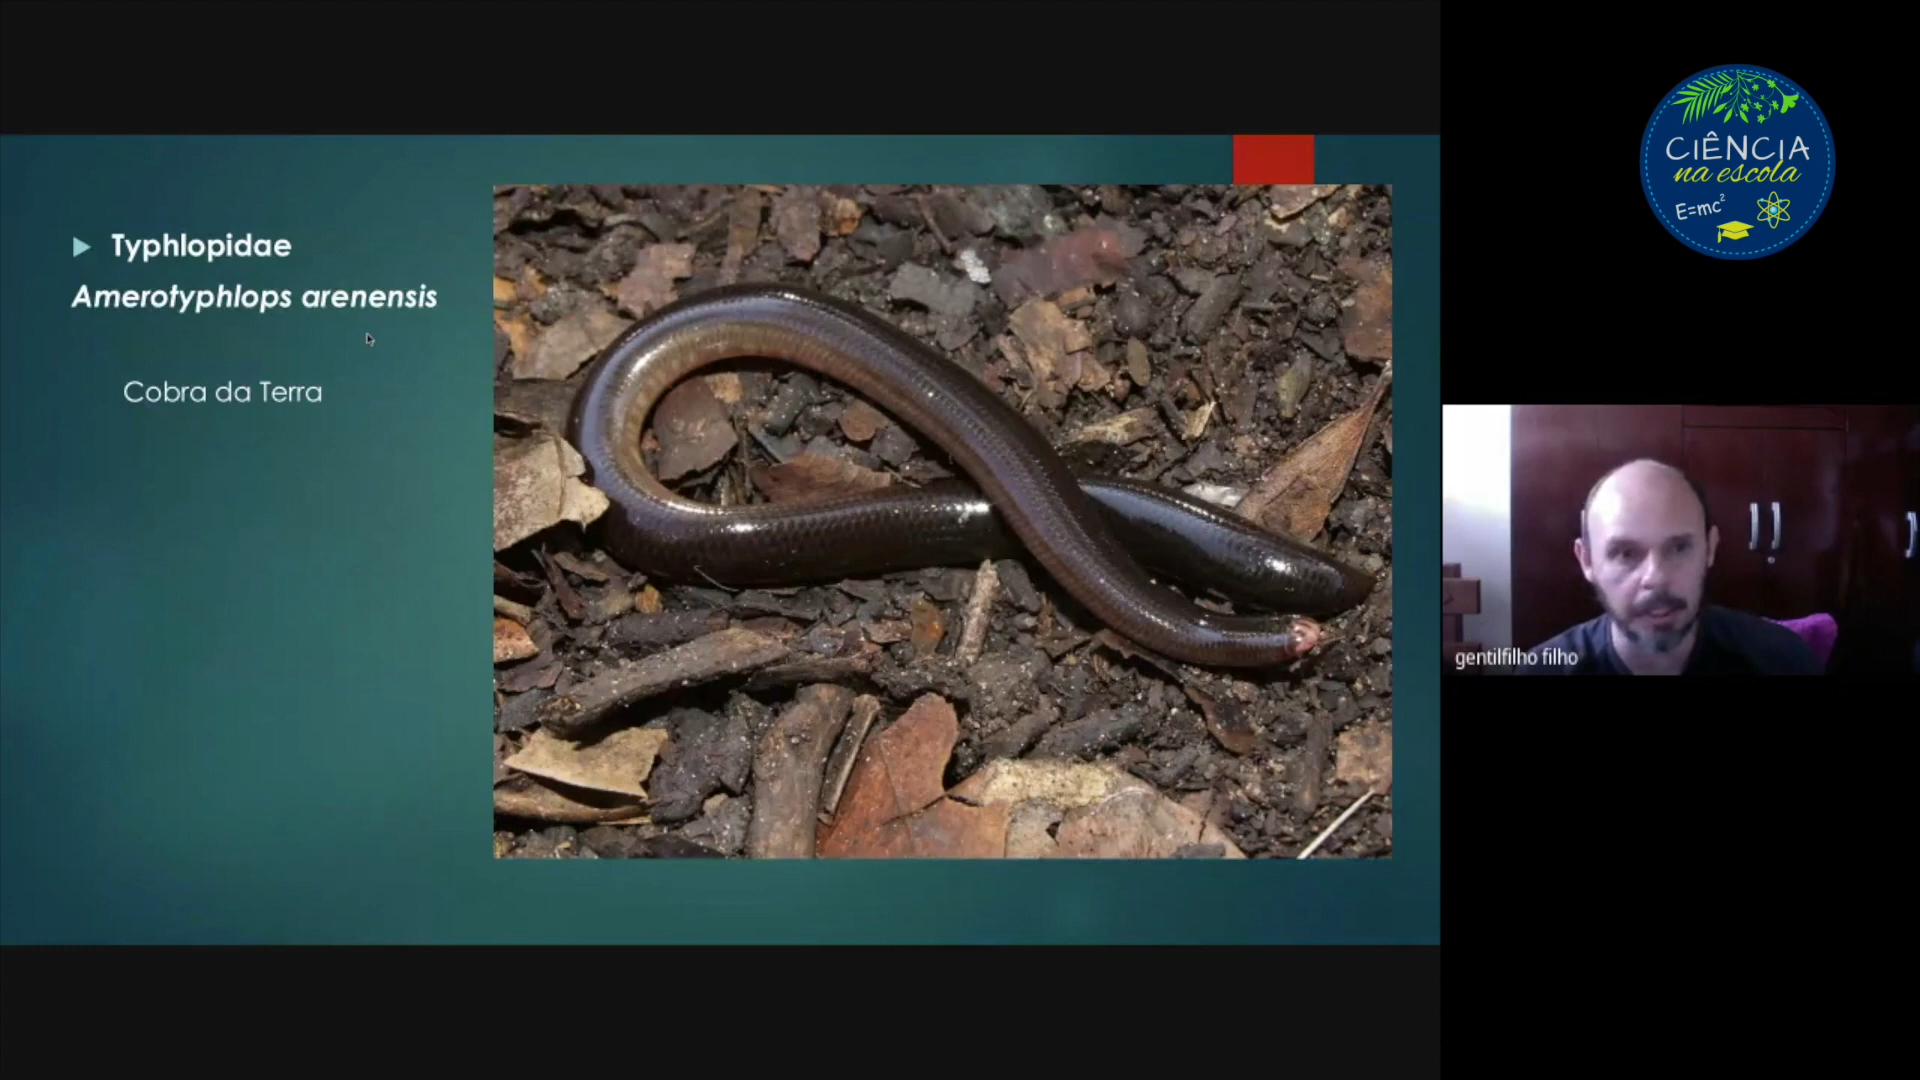 Typhlopidae
Amerotyphlops arenensis
Cobra da Terra
CIÊNCIA
na escola
E=mc²
gentilfilho filho